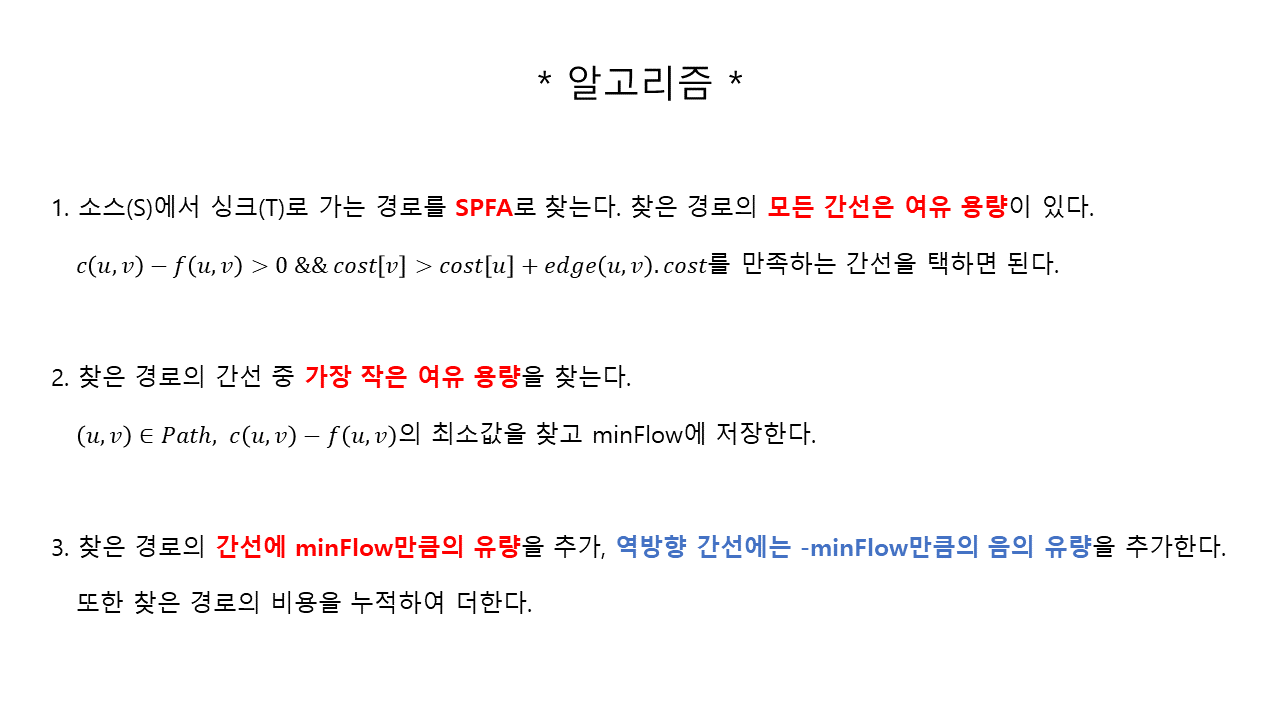 * 알고리즘 *
1. 소스(S)에서 싱크(T)로 가는 경로를 SPFA로 찾는다. 찾은 경로의 모든 간선은 여유 용량이 있다.
c(u, v) − f(u, v) > 0 && cost[v] > cost[u] + edge(u, v). cost를 만족하는 간선을 택하면 된다.
2. 찾은 경로의 간선 중 가장 작은 여유 용량을 찾는다.
(u, v) ∈ Path, c(u, v) − f(u, v)의 최소값을 찾고 minFlow에 저장한다.
3. 찾은 경로의 간선에 minFlow만큼의 유량을 추가, 역방향 간선에는 -minFlow만큼의 음의 유량을 추가한다.
또한 찾은 경로의 비용을 누적하여 더한다.